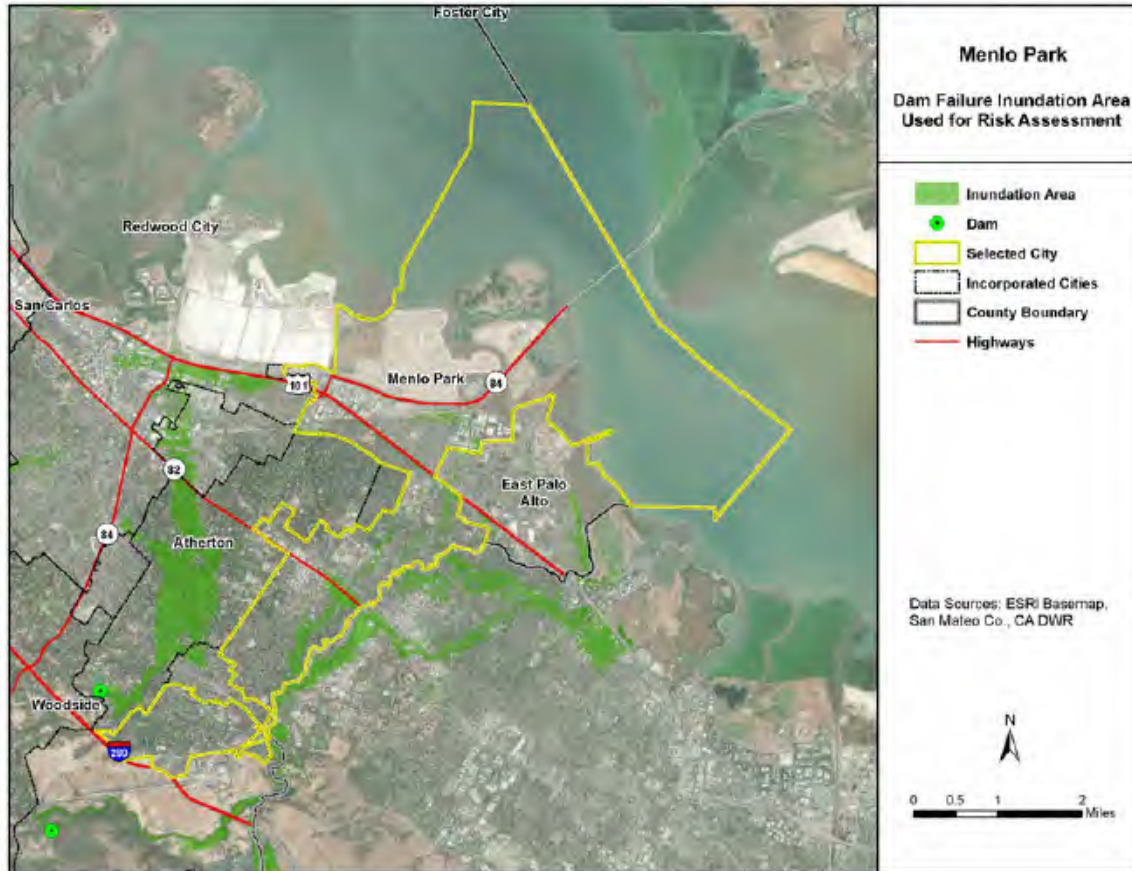 Foster City
Redwood City
San Carlos
101
Menlo Park
84
82
East Palo
Alto
84
Atherton
Woodside
280
Menlo Park
Dam Failure Inundation Area
Used for Risk Assessment
Inundation Area
Dam
Selected City
Incorporated Cities
County Boundary
Highways
Data Sources: ESRI Basemap,
San Mateo Co., CA DWR
N
0 0.5 1 2
Miles